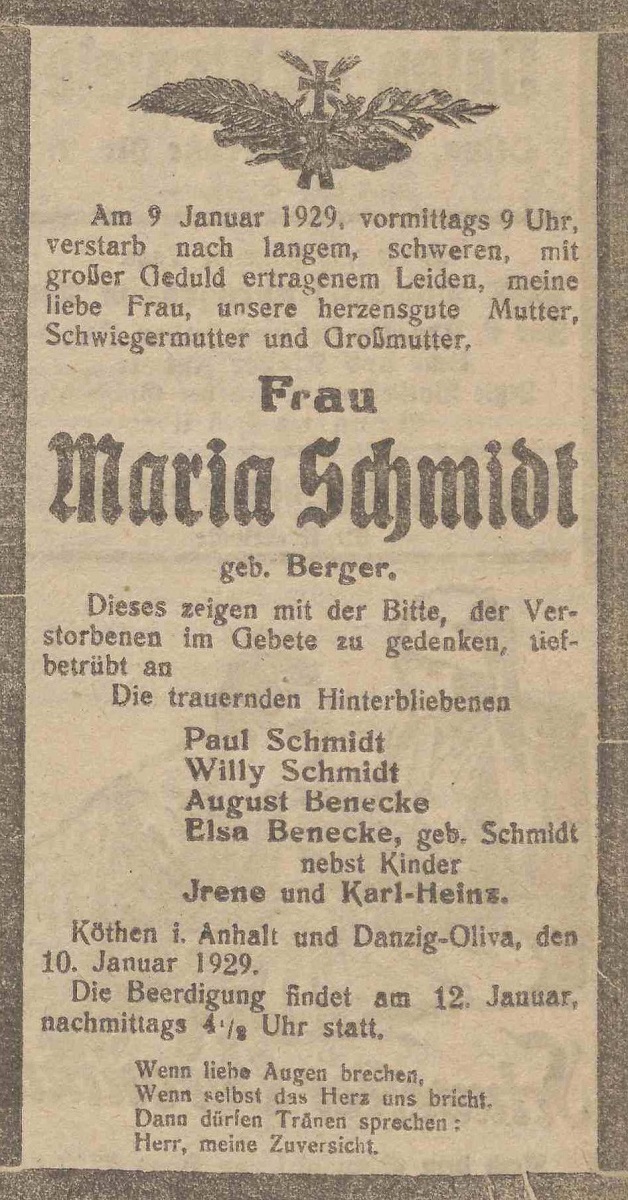 Am 9 Januar 1929, vormittags 9 Uhr,
verstarb nach langem, schweren, mit
großer Geduld ertragenem Leiden, meine
liebe Frau, unsere herzensgute Mutter,
Schwiegermutter und Großmutter,
Frau
Maria Schmidt
geb. Berger.
Dieses zeigen mit der Bitte, der Ver-
storbenen im Gebete zu gedenken, tief-
betrübt an
Die trauernden Hinterbliebenen
Paul Schmidt
Willy Schmidt
August Benecke
Elsa Benecke, geb. Schmidt
nebst Kinder
Jrene und Karl-Heinz.
Köthen i. Anhalt und Danzig-Oliva, den
10. Januar 1929.
Die Beerdigung findet am 12. Januar,
nachmittags 4¹/₂ Uhr statt.
Wenn liebe Augen brechen,
Wenn selbst das Herz uns bricht.
Dann dürfen Tränen sprechen:
Herr, meine Zuversicht.